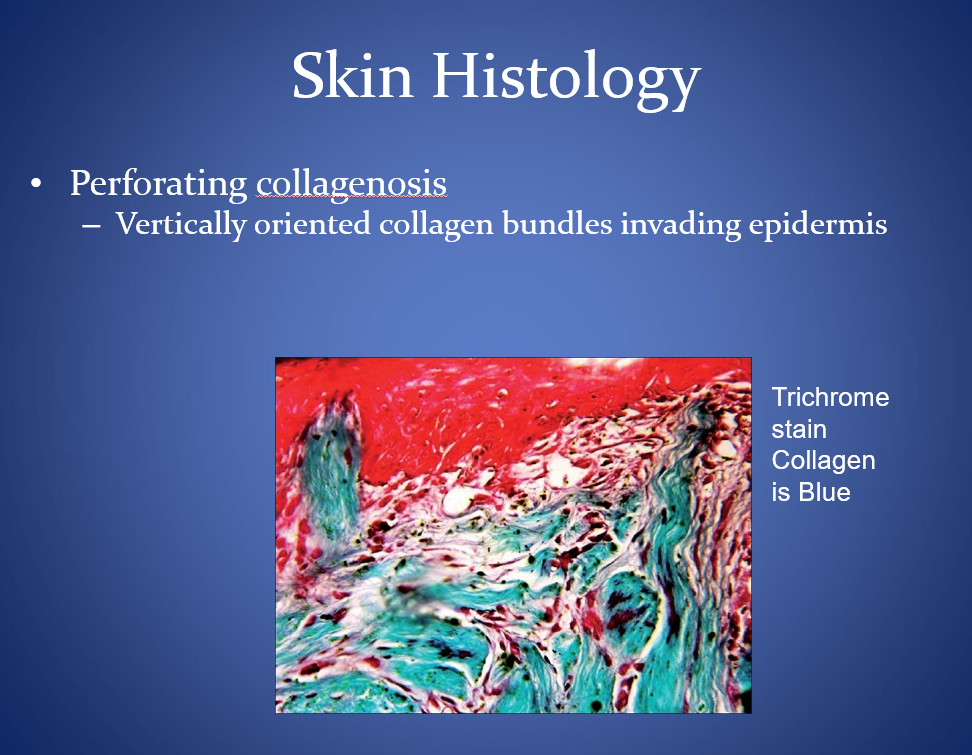 Skin Histology
• Perforating collagenosis
– Vertically oriented collagen bundles invading epidermis
Trichrome
stain
Collagen
is Blue